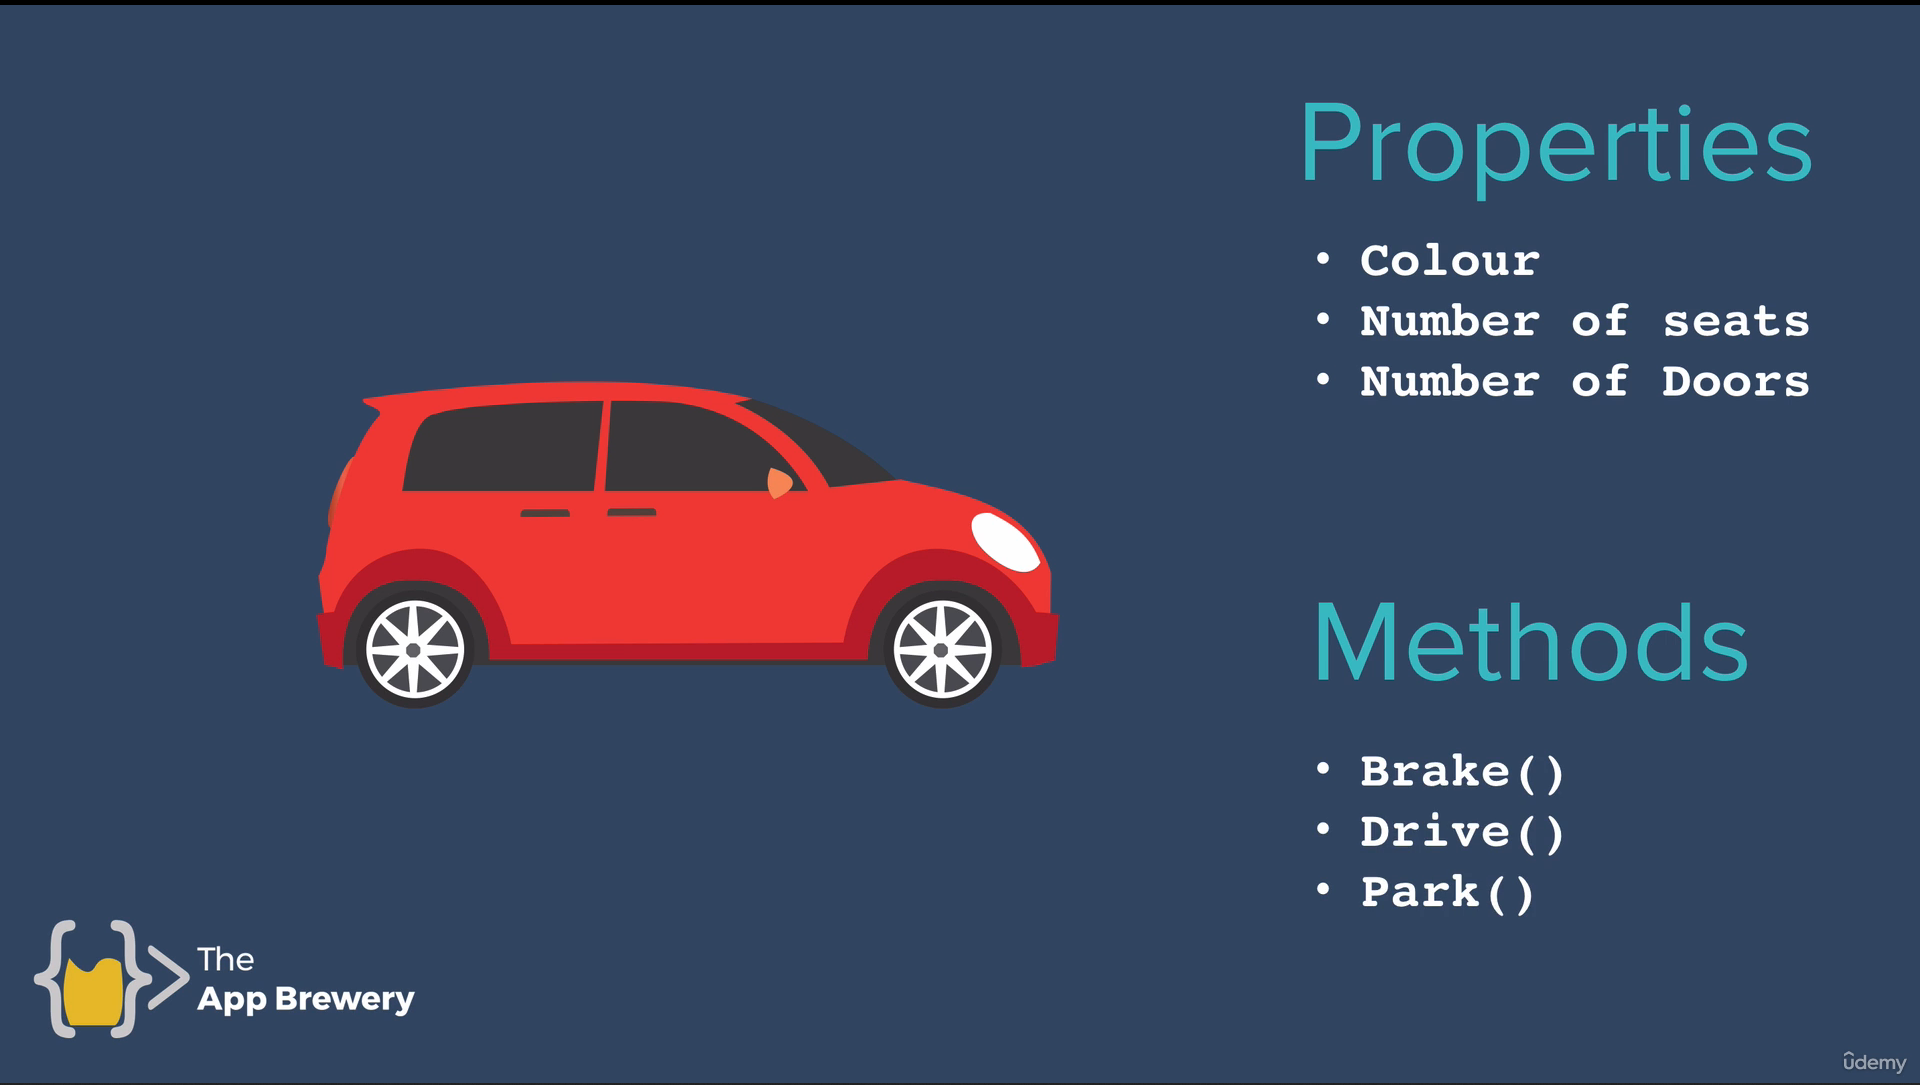 Properties
• Colour
• Number of seats
• Number of Doors
Methods
• Brake()
• Drive()
• Park()
The
App Brewery
ûdemy